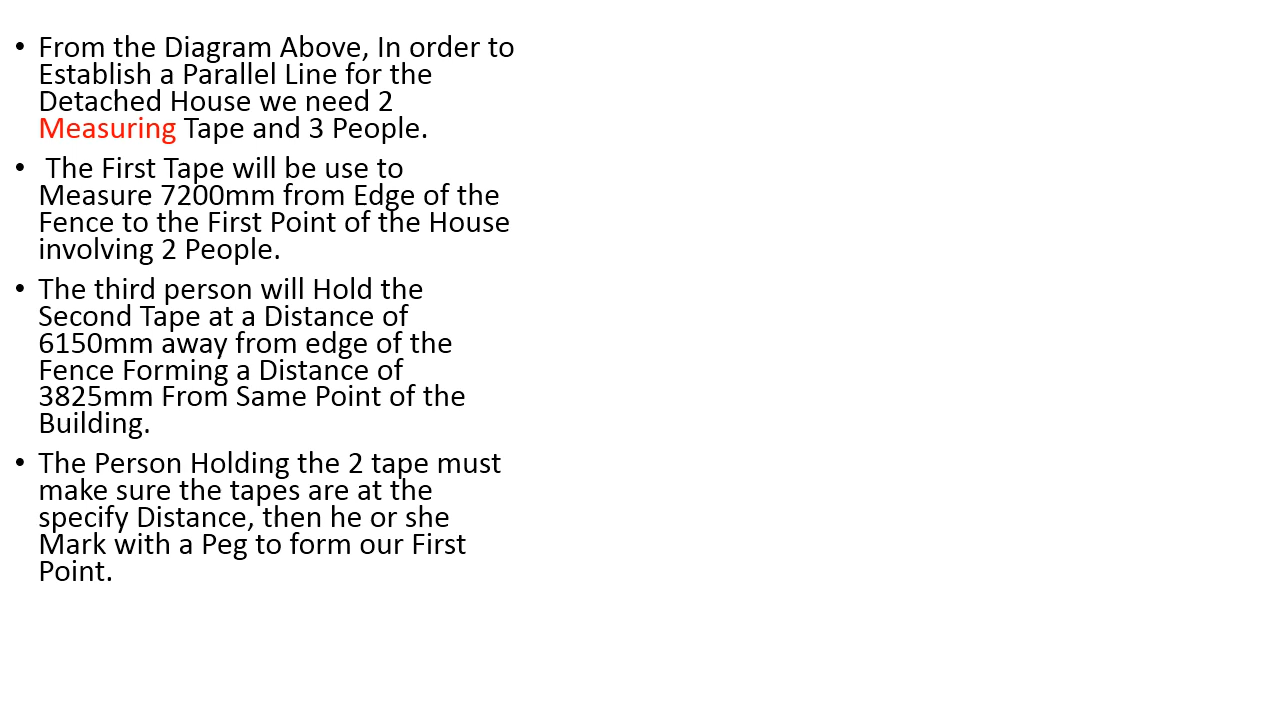 • From the Diagram Above, In order to
Establish a Parallel Line for the
Detached House we need 2
Measuring Tape and 3 People.
• The First Tape will be use to
Measure 7200mm from Edge of the
Fence to the First Point of the House
involving 2 People.
• The third person will Hold the
Second Tape at a Distance of
6150mm away from edge of the
Fence Forming a Distance of
3825mm From Same Point of the
Building.
• The Person Holding the 2 tape must
make sure the tapes are at the
specify Distance, then he or she
Mark with a Peg to form our First
Point.